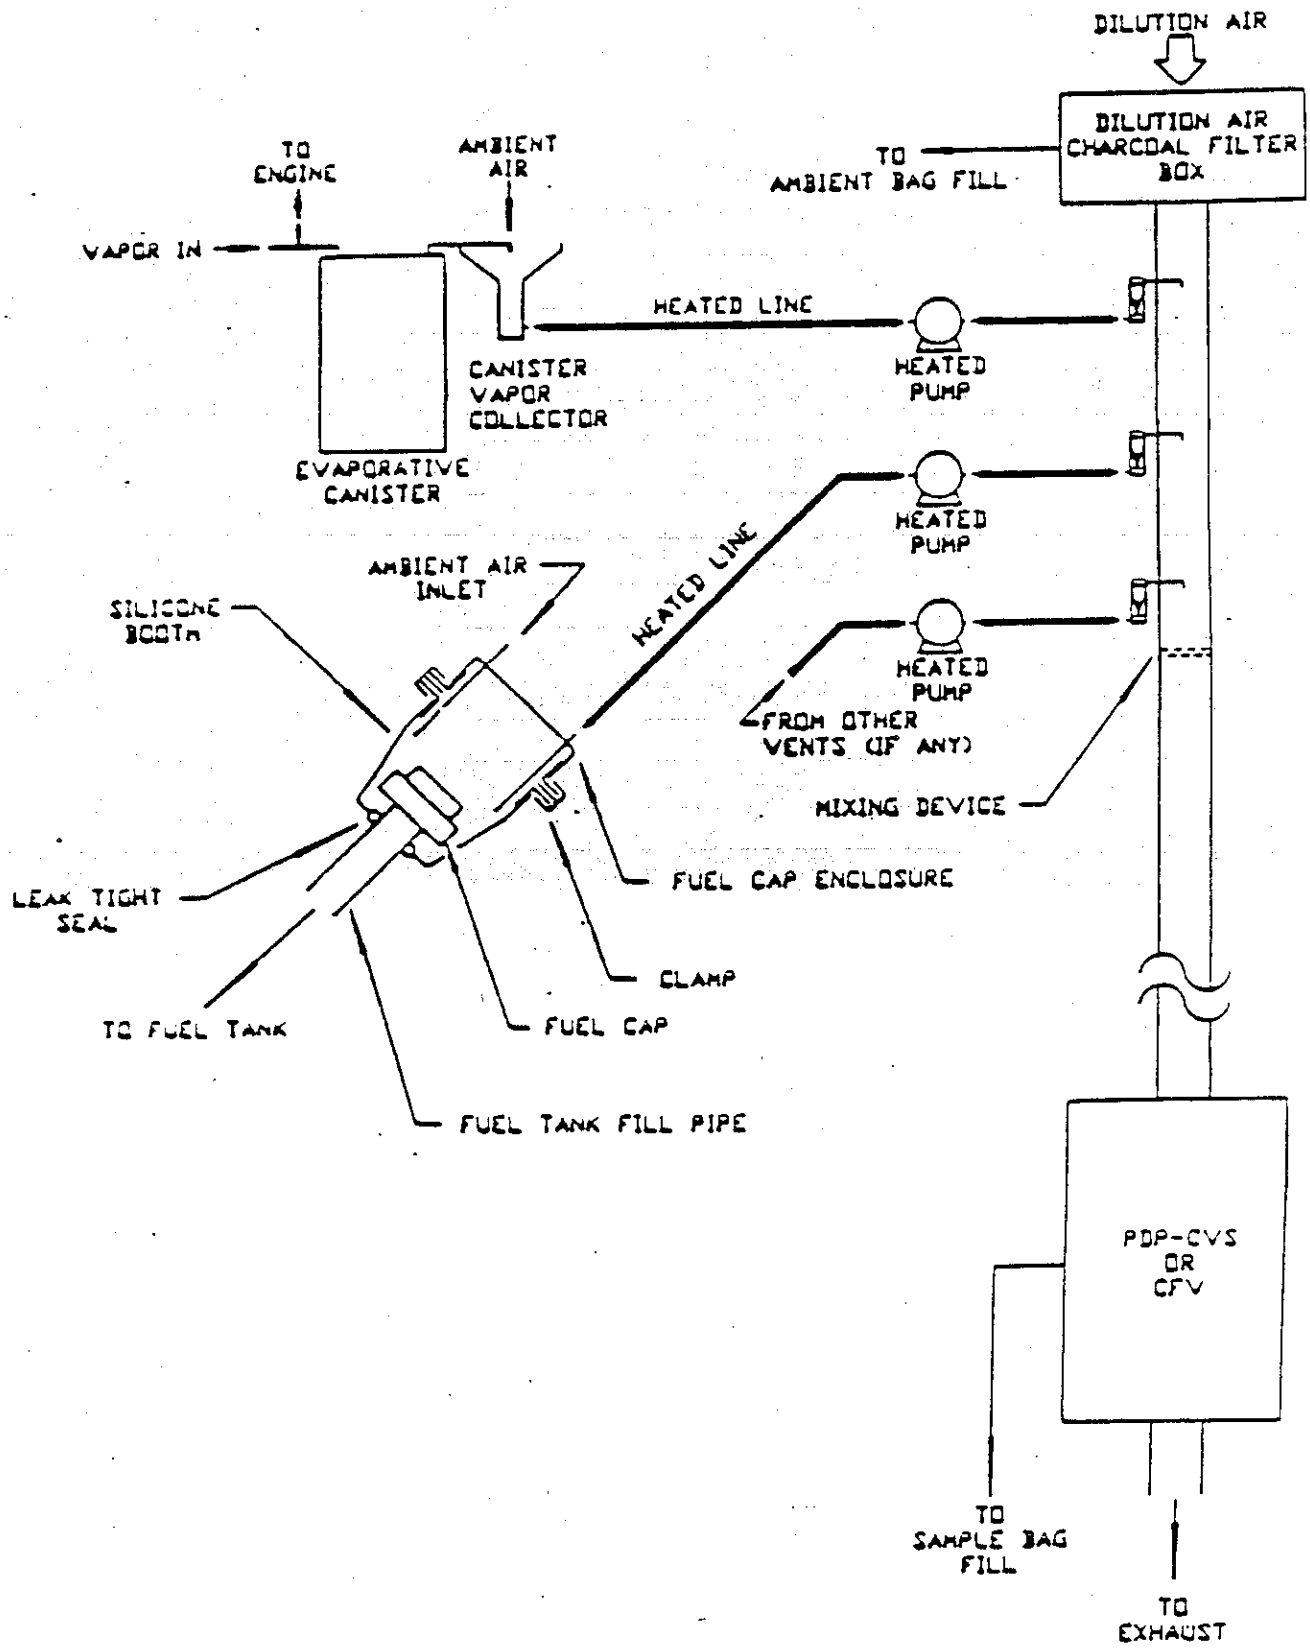 DILUTION AIR
DILUTION AIR
CHARCOAL FILTER
BOX
TO
AMBIENT BAG FILL
TO
ENGINE
AMBIENT
AIR
VAPOR IN
HEATED LINE
CANISTER
VAPOR
COLLECTOR
HEATED
PUMP
EVAPORATIVE
CANISTER
HEATED
PUMP
HEATED LINE
AMBIENT AIR
INLET
SILICONE
BOOTH
HEATED
PUMP
FROM OTHER
VENTS (IF ANY)
MIXING DEVICE
FUEL CAP ENCLOSURE
LEAK TIGHT
SEAL
CLAMP
TO FUEL TANK
FUEL CAP
FUEL TANK FILL PIPE
PDP-CVS
OR
CFV
TO
SAMPLE BAG
FILL
TO
EXHAUST